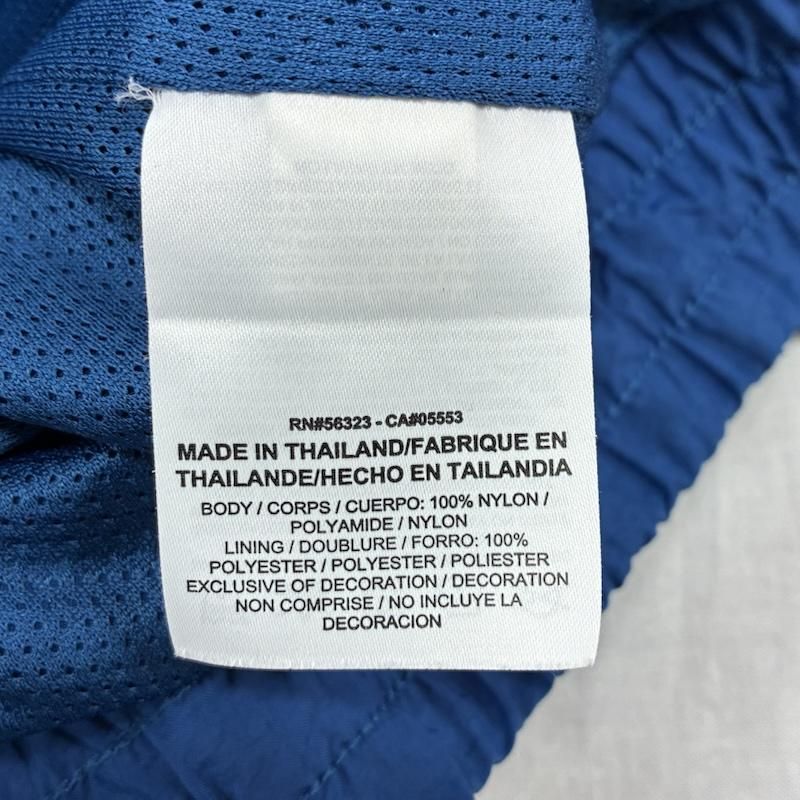 RN#56323 - CA#05553
MADE IN THAILAND/FABRIQUE EN
THAILANDE/HECHO EN TAILANDIA
BODY / CORPS / CUERPO: 100% NYLON /
POLYAMIDE / NYLON
LINING / DOUBLURE / FORRO: 100%
POLYESTER / POLYESTER / POLIESTER
EXCLUSIVE OF DECORATION / DECORATION
NON COMPRISE / NO INCLUYE LA
DECORACION